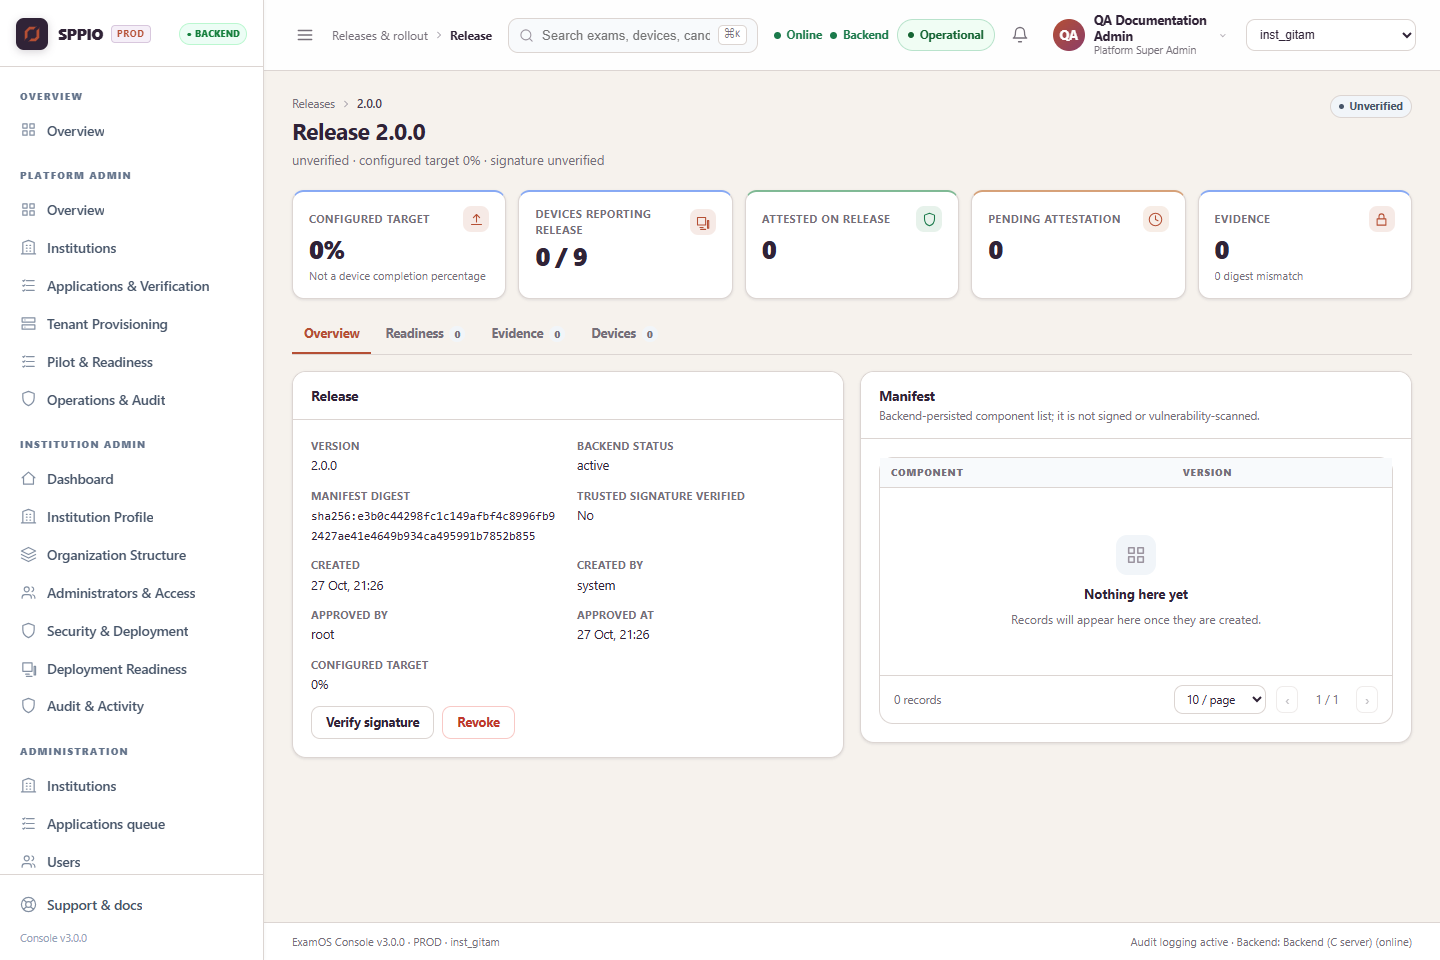 SPPIO PROD BACKEND
OVERVIEW
Overview
PLATFORM ADMIN
Overview
Institutions
Applications & Verification
Tenant Provisioning
Pilot & Readiness
Operations & Audit
INSTITUTION ADMIN
Dashboard
Institution Profile
Organization Structure
Administrators & Access
Security & Deployment
Deployment Readiness
Audit & Activity
ADMINISTRATION
Institutions
Applications queue
Users
Support & docs
Console v3.0.0
Releases & rollout › Release
Search exams, devices, canc ⌘K
Online Backend Operational
QA
QA Documentation
Admin
Platform Super Admin
inst_gitam
Releases › 2.0.0
Unverified
Release 2.0.0
unverified · configured target 0% · signature unverified
CONFIGURED TARGET
0%
Not a device completion percentage
DEVICES REPORTING
RELEASE
0 / 9
ATTESTED ON RELEASE
0
PENDING ATTESTATION
0
EVIDENCE
0
0 digest mismatch
Overview Readiness 0 Evidence 0 Devices 0
Release
VERSION
2.0.0
BACKEND STATUS
active
MANIFEST DIGEST
sha256:e3b0c44298fc1c149afbf4c8996fb9
2427ae41e4649b934ca495991b7852b855
TRUSTED SIGNATURE VERIFIED
No
CREATED
27 Oct, 21:26
CREATED BY
system
APPROVED BY
root
APPROVED AT
27 Oct, 21:26
CONFIGURED TARGET
0%
Verify signature Revoke
Manifest
Backend-persisted component list; it is not signed or vulnerability-scanned.
COMPONENT VERSION
Nothing here yet
Records will appear here once they are created.
0 records 10 / page ‹ 1 / 1 ›
ExamOS Console v3.0.0 · PROD · inst_gitam
Audit logging active · Backend: Backend (C server) (online)